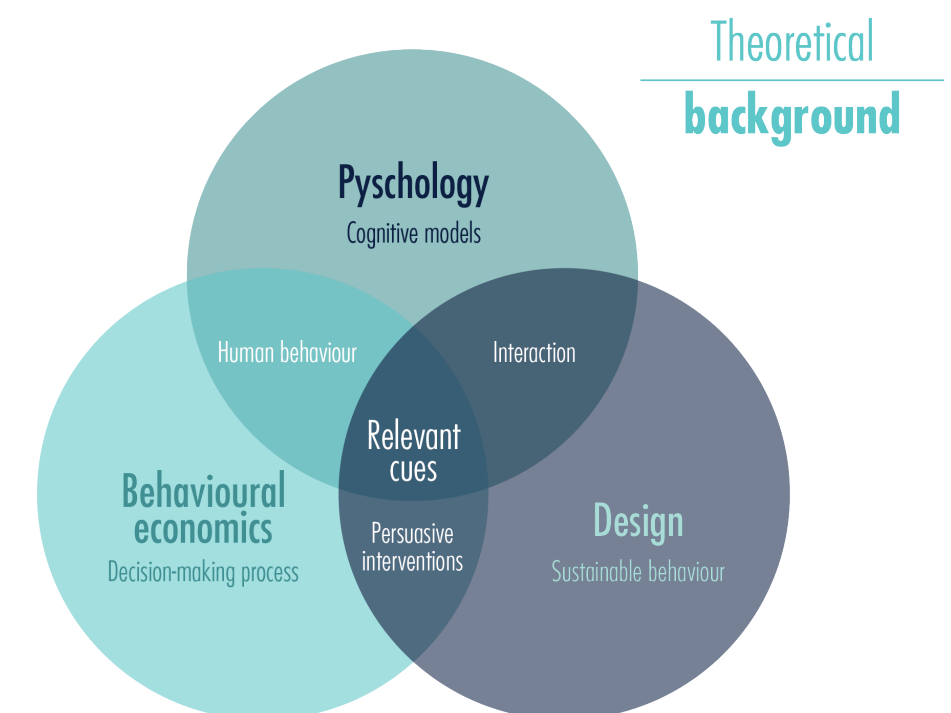 Theoretical
background
Pyschology
Cognitive models
Human behaviour
Interaction
Relevant
cues
Behavioural
economics
Decision-making process
Persuasive
interventions
Design
Sustainable behaviour